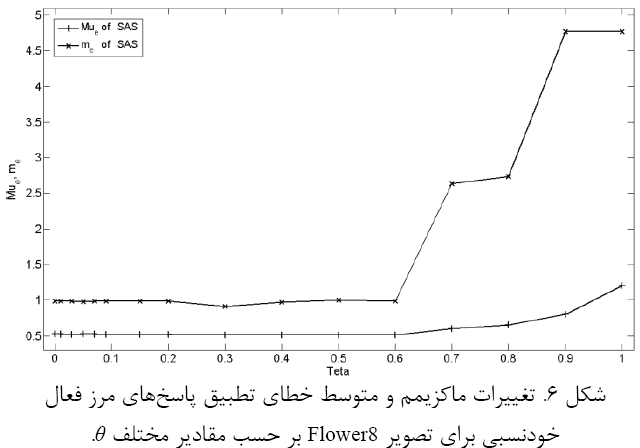 5
4.5
4
3.5
3
2.5
2
1.5
1
0.5
Mu_e of SAS
m_e of SAS
Mu_e, m_e
0 0.1 0.2 0.3 0.4 0.5 0.6 0.7 0.8 0.9 1
Teta
شکل ۶. تغییرات ماکزیمم و متوسط خطای تطبیق پاسخ‌های مرز فعال
خودنسبی برای تصویر Flower8 بر حسب مقادیر مختلف θ.